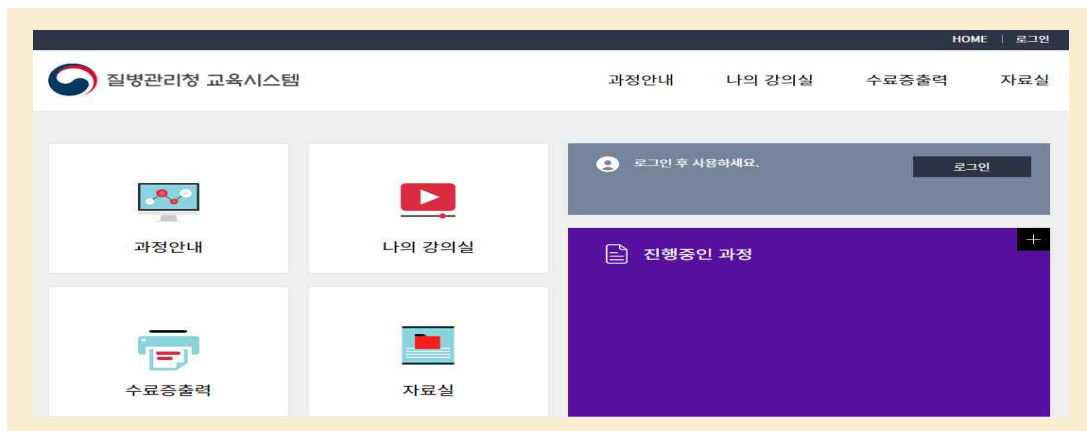 HOME | 로그인
질병관리청 교육시스템
과정안내 나의 강의실 수료증출력 자료실
로그인 후 사용하세요. 로그인
과정안내 나의 강의실
진행중인 과정
수료증출력 자료실